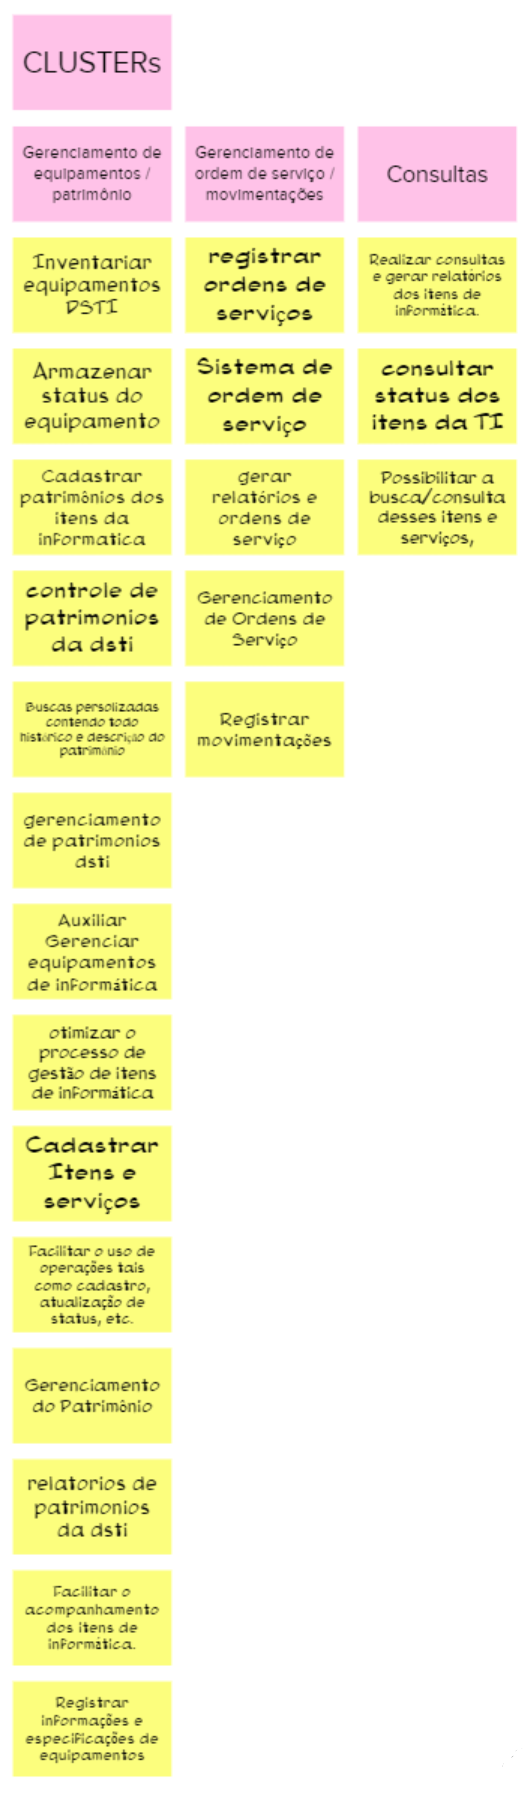 CLUSTERs
Gerenciamento de
equipamentos /
patrimônio
Gerenciamento de
ordem de serviço /
movimentações
Consultas
Inventariar
equipamentos
DSTI
Armazenar
status do
equipamento
Cadastrar
patrimônios dos
itens da
informatica
controle de
patrimonios
da dsti
Buscas persolizadas
contendo todo
histórico e descrição do
patrimônio
gerenciamento
de patrimonios
dsti
Auxiliar
Gerenciar
equipamentos
de informática
otimizar o
processo de
gestão de itens
de informática
Cadastrar
Itens e
serviços
Facilitar o uso de
operações tais
como cadastro,
atualização de
status, etc.
Gerenciamento
do Patrimônio
relatorios de
patrimonios
da dsti
Facilitar o
acompanhamento
dos itens de
informática.
Registrar
informações e
especificações de
equipamentos
registrar
ordens de
serviços
Sistema de
ordem de
serviço
gerar
relatórios e
ordens de
serviço
Gerenciamento
de Ordens de
Serviço
Registrar
movimentações
Realizar consultas
e gerar relatórios
dos itens de
informática.
consultar
status dos
itens da TI
Possibilitar a
busca/consulta
desses itens e
serviços,